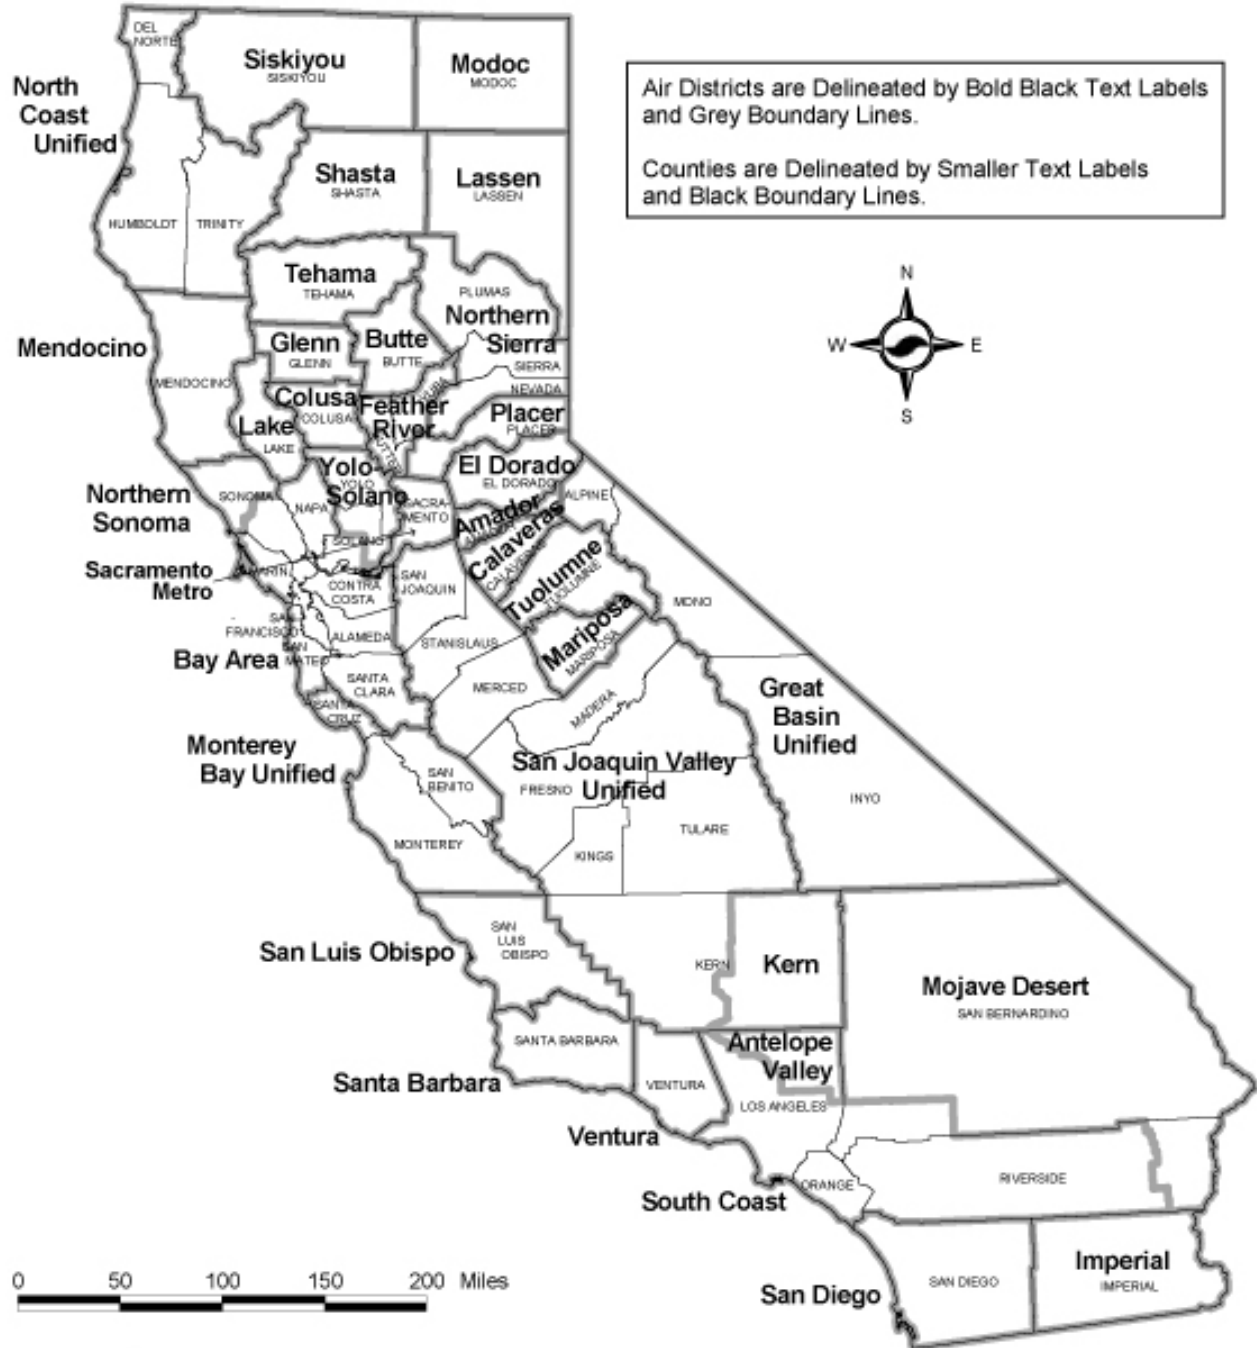 DEL
NORTE
Siskiyou
SISKIYOU
Modoc
MODOC
North
Coast
Unified
Air Districts are Delineated by Bold Black Text Labels
and Grey Boundary Lines.
Counties are Delineated by Smaller Text Labels
and Black Boundary Lines.
Shasta
SHASTA
Lassen
LASSEN
HUMBOLDT
TRINITY
Tehama
TEHAMA
PLUMAS
Northern
Sierra
N
W
E
S
Mendocino
Glenn
GLENN
Butte
BUTTE
SIERRA
MENDOCINO
NEVADA
YUBA
Colusa
COLUSA
Feather
River
Placer
PLACER
Lake
LAKE
SUTTER
Yolo-
YOLO
Solano
El Dorado
EL DORADO
Northern
Sonoma
SONOMA
NAPA
SACRA-
MENTO
ALPINE
Amador
SOLANO
Calaveras
CALAVERAS
Sacramento
Metro
MARIN
CONTRA
COSTA
SAN
JOAQUIN
Tuolumne
TUOLUMNE
MONO
SAN
FRANCISCO
ALAMEDA
STANISLAUS
Mariposa
MARIPOSA
Bay Area
SAN
MATEO
SANTA
CLARA
MERCED
MADERA
Great
Basin
Unified
SANTA
CRUZ
Monterey
Bay Unified
SAN
BENITO
San Joaquin Valley
Unified
FRESNO
INYO
MONTEREY
KINGS
TULARE
San Luis Obispo
SAN
LUIS
OBISPO
KERN
Kern
Mojave Desert
SAN BERNARDINO
Santa Barbara
SANTA BARBARA
Antelope
Valley
VENTURA
LOS ANGELES
Ventura
South Coast
ORANGE
RIVERSIDE
San Diego
SAN DIEGO
Imperial
IMPERIAL
0 50 100 150 200 Miles